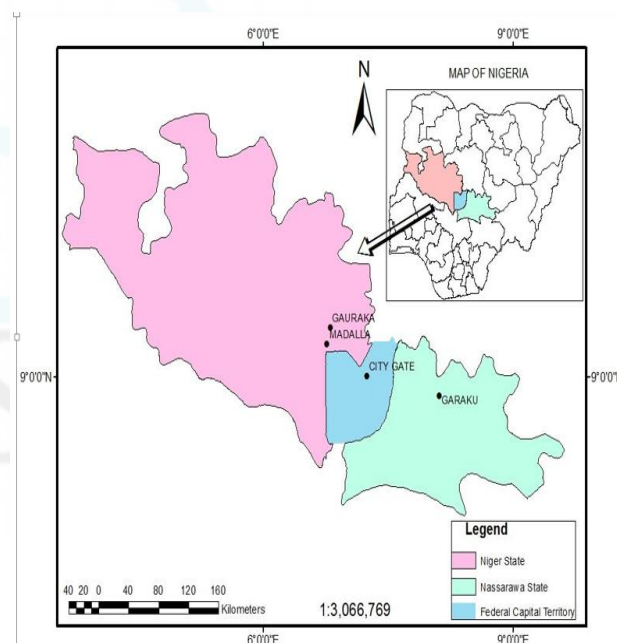 6°0'0"E 9°0'0"E
N
MAP OF NIGERIA
GAURAKA
MADALLA
9°0'0"N CITY GATE 9°0'0"N
GARAKU
Legend
Niger State
Nassarawa State
Federal Capital Territory
40 20 0 40 80 120 160
Kilometers
1:3,066,769
6°0'0"E 9°0'0"E